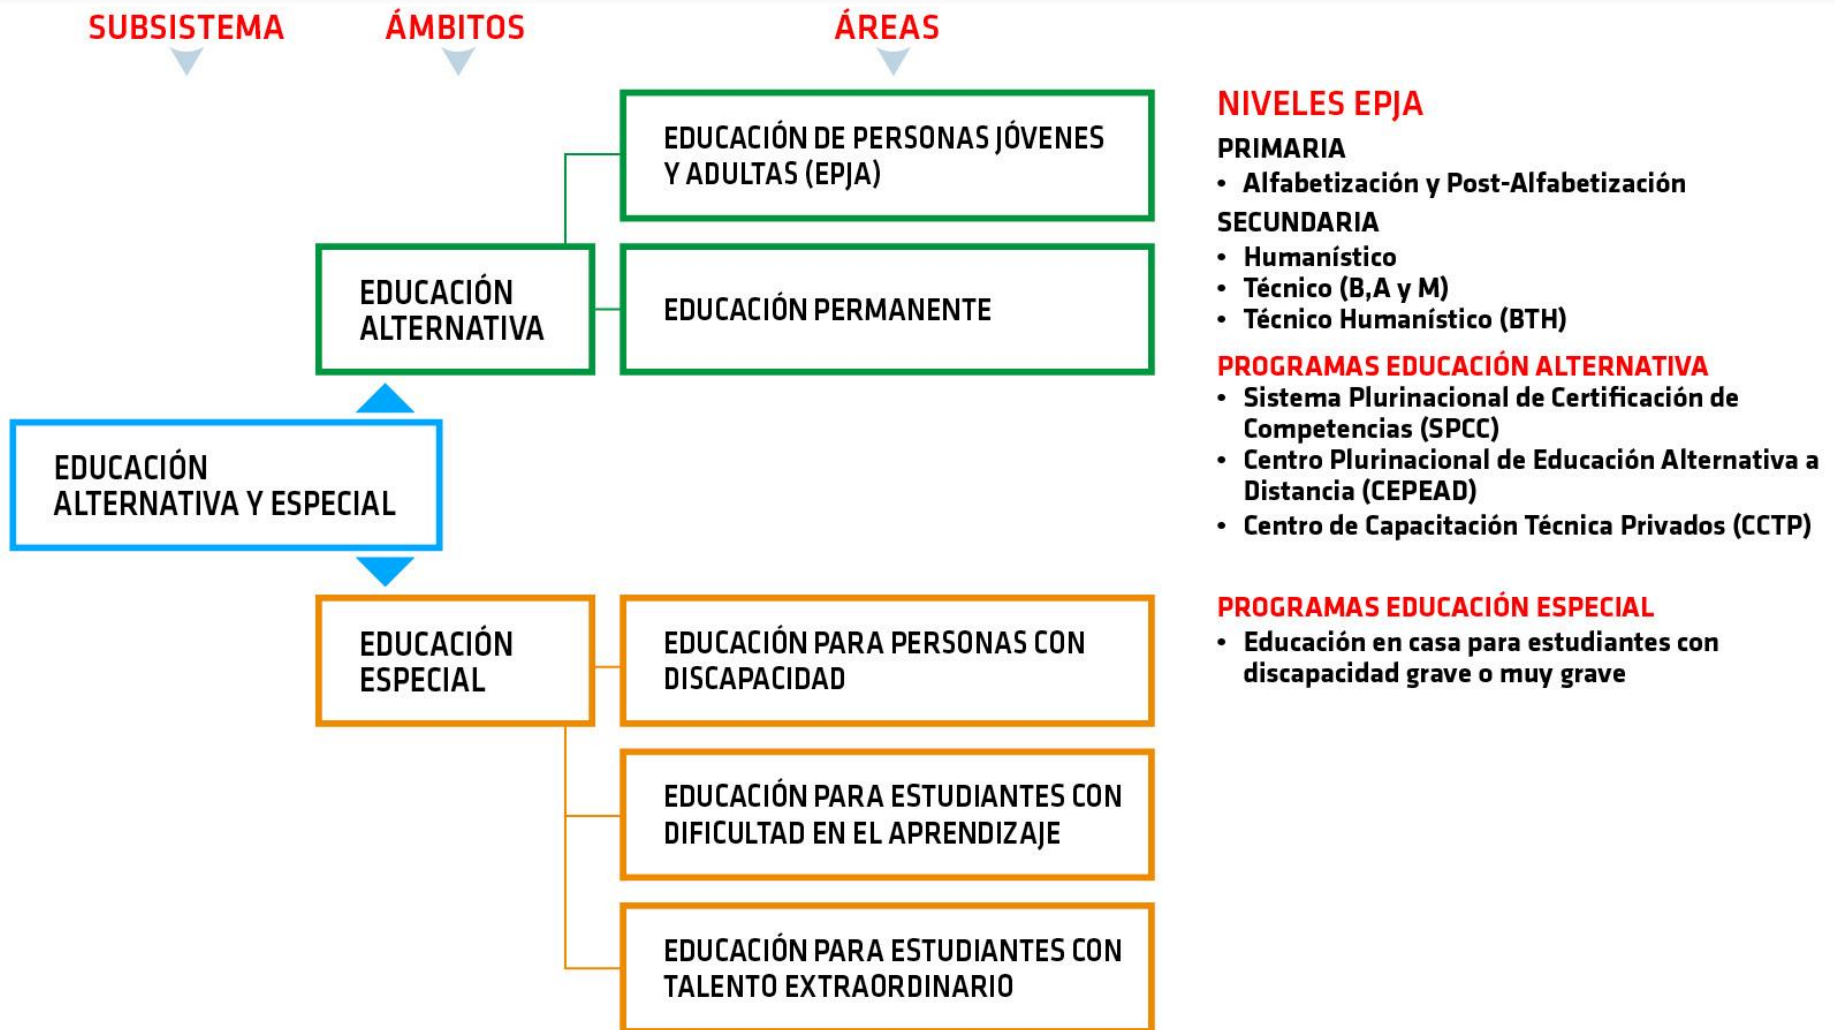 SUBSISTEMA
ÁMBITOS
ÁREAS
EDUCACIÓN
ALTERNATIVA Y ESPECIAL
EDUCACIÓN
ALTERNATIVA
EDUCACIÓN DE PERSONAS JÓVENES
Y ADULTAS (EPJA)
EDUCACIÓN PERMANENTE
EDUCACIÓN
ESPECIAL
EDUCACIÓN PARA PERSONAS CON
DISCAPACIDAD
EDUCACIÓN PARA ESTUDIANTES CON
DIFICULTAD EN EL APRENDIZAJE
EDUCACIÓN PARA ESTUDIANTES CON
TALENTO EXTRAORDINARIO
NIVELES EPJA
PRIMARIA
• Alfabetización y Post-Alfabetización
SECUNDARIA
• Humanístico
• Técnico (B,A y M)
• Técnico Humanístico (BTH)
PROGRAMAS EDUCACIÓN ALTERNATIVA
• Sistema Plurinacional de Certificación de
Competencias (SPCC)
• Centro Plurinacional de Educación Alternativa a
Distancia (CEPEAD)
• Centro de Capacitación Técnica Privados (CCTP)
PROGRAMAS EDUCACIÓN ESPECIAL
• Educación en casa para estudiantes con
discapacidad grave o muy grave